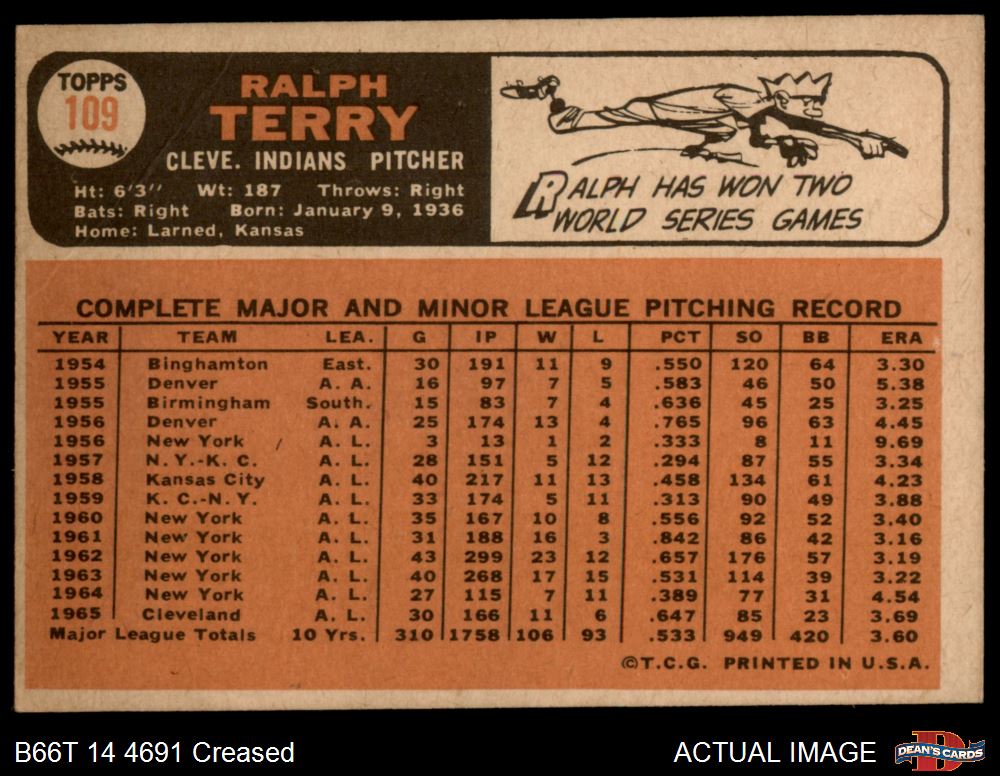 TOPPS
109
RALPH
TERRY
CLEVE. INDIANS PITCHER
Ht: 6'3" Wt: 187 Throws: Right
Bats: Right Born: January 9, 1936
Home: Larned, Kansas
RALPH HAS WON TWO
WORLD SERIES GAMES
COMPLETE MAJOR AND MINOR LEAGUE PITCHING RECORD
YEAR TEAM LEA. G IP W L PCT SO BB ERA
1954 Binghamton East. 30 191 11 9 .550 120 64 3.30
1955 Denver A. A. 16 97 7 5 .583 46 50 5.38
1955 Birmingham South. 15 83 7 4 .636 45 25 3.25
1956 Denver A. A. 25 174 13 4 .765 96 63 4.45
1956 New York A. L. 3 13 1 2 .333 8 11 9.69
1957 N. Y.-K. C. A. L. 28 151 5 12 .294 87 55 3.34
1958 Kansas City A. L. 40 217 11 13 .458 134 61 4.23
1959 K. C.-N. Y. A. L. 33 174 5 11 .313 90 49 3.88
1960 New York A. L. 35 167 10 8 .556 92 52 3.40
1961 New York A. L. 31 188 16 3 .842 86 42 3.16
1962 New York A. L. 43 299 23 12 .657 176 57 3.19
1963 New York A. L. 40 268 17 15 .531 114 39 3.22
1964 New York A. L. 27 115 7 11 .389 77 31 4.54
1965 Cleveland A. L. 30 166 11 6 .647 85 23 3.69
Major League Totals 10 Yrs. 310 1758 106 93 .533 949 420 3.60
©T.C.G. PRINTED IN U.S.A.
B66T 14 4691 Creased
ACTUAL IMAGE
DEAN'S CARDS